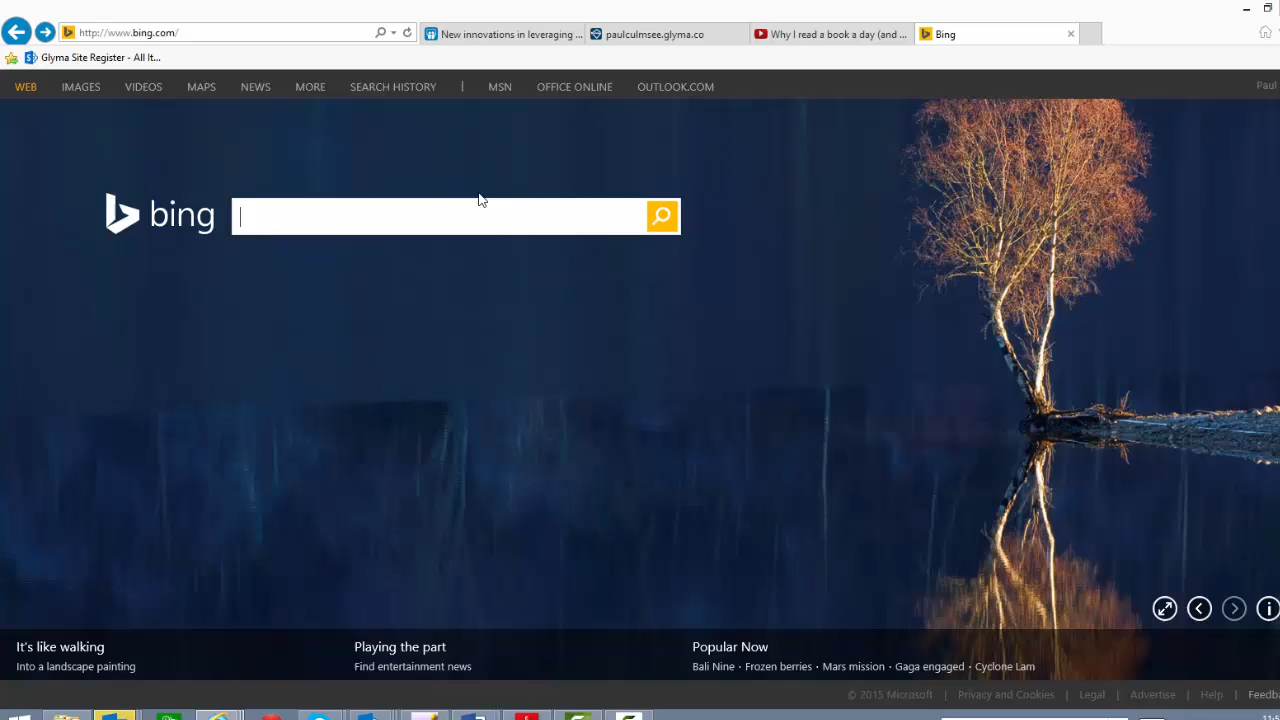 http://www.bing.com/
New innovations in leveraging ...
paulculmsee.glyma.co
Why I read a book a day (and ...
Bing
Glyma Site Register - All It...
WEB IMAGES VIDEOS MAPS NEWS MORE SEARCH HISTORY | MSN OFFICE ONLINE OUTLOOK.COM Paul
bing
It's like walking
Into a landscape painting
Playing the part
Find entertainment news
Popular Now
Bali Nine · Frozen berries · Mars mission · Gaga engaged · Cyclone Lam
© 2015 Microsoft | Privacy and Cookies | Legal | Advertise | Help | Feedba